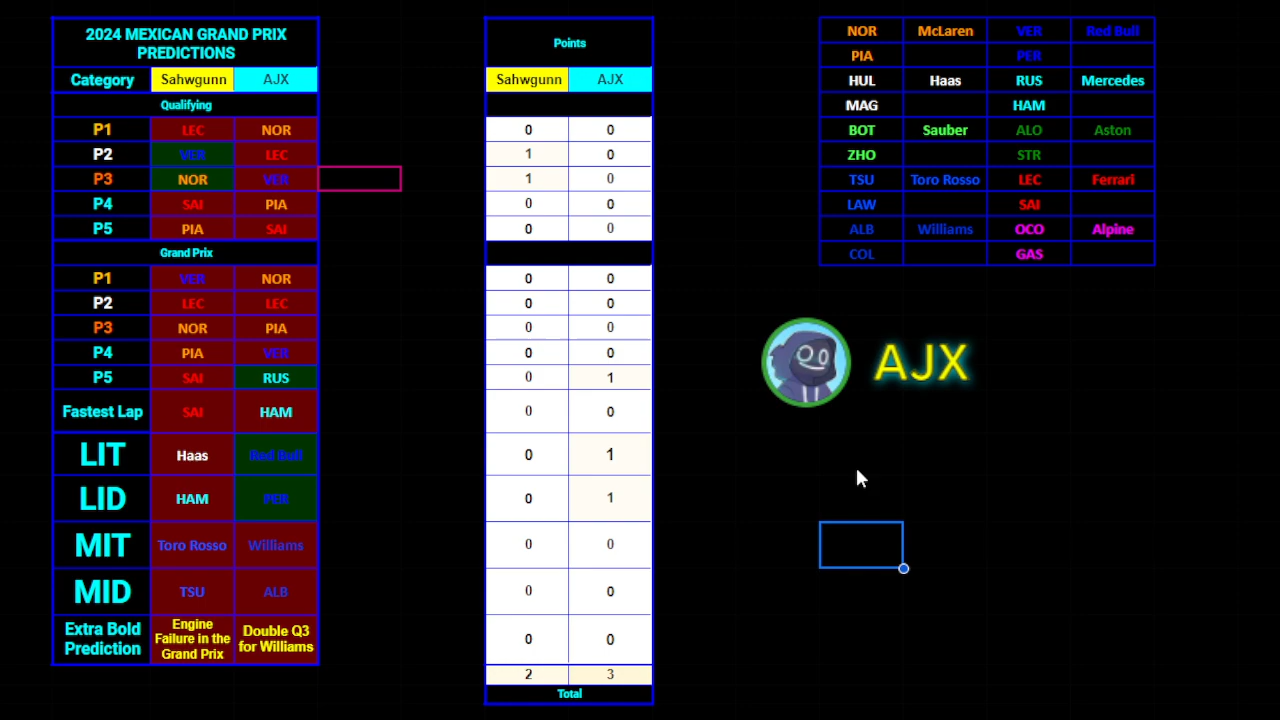 2024 MEXICAN GRAND PRIX
PREDICTIONS
Category Sahwgunn AJX
Qualifying
P1 LEC NOR
P2 VER LEC
P3 NOR VER
P4 SAI PIA
P5 PIA SAI
Grand Prix
P1 VER NOR
P2 LEC LEC
P3 NOR PIA
P4 PIA VER
P5 SAI RUS
Fastest Lap SAI HAM
LIT Haas Red Bull
LID HAM PER
MIT Toro Rosso Williams
MID TSU ALB
Extra Bold
Prediction
Engine
Failure in the
Grand Prix
Double Q3
for Williams
Points
Sahwgunn AJX
0 0
1 0
1 0
0 0
0 0
0 0
0 0
0 0
0 0
0 1
0 0
0 1
0 1
0 0
0 0
0 0
2 3
Total
NOR McLaren VER Red Bull
PIA PER
HUL Haas RUS Mercedes
MAG HAM
BOT Sauber ALO Aston
ZHO STR
TSU Toro Rosso LEC Ferrari
LAW SAI
ALB Williams OCO Alpine
COL GAS
AJX